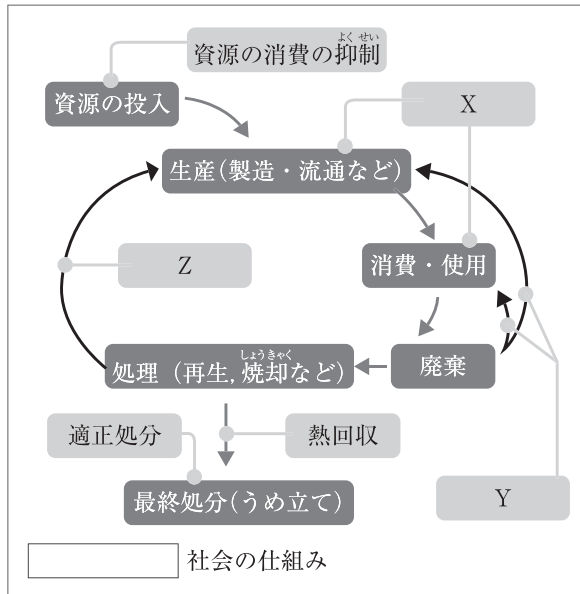 資源の消費の抑制
よくせい
資源の投入
X
生産(製造・流通など)
Z
消費・使用
処理(再生,焼却など)
しょうきゃく
廃棄
適正処分
熱回収
最終処分(うめ立て)
Y
社会の仕組み